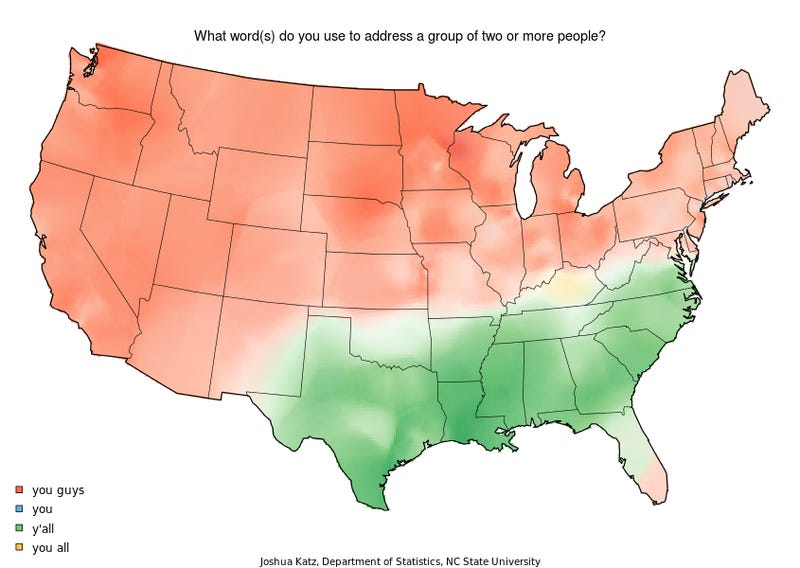 What word(s) do you use to address a group of two or more people?
you guys
you
y'all
you all
Joshua Katz, Department of Statistics, NC State University